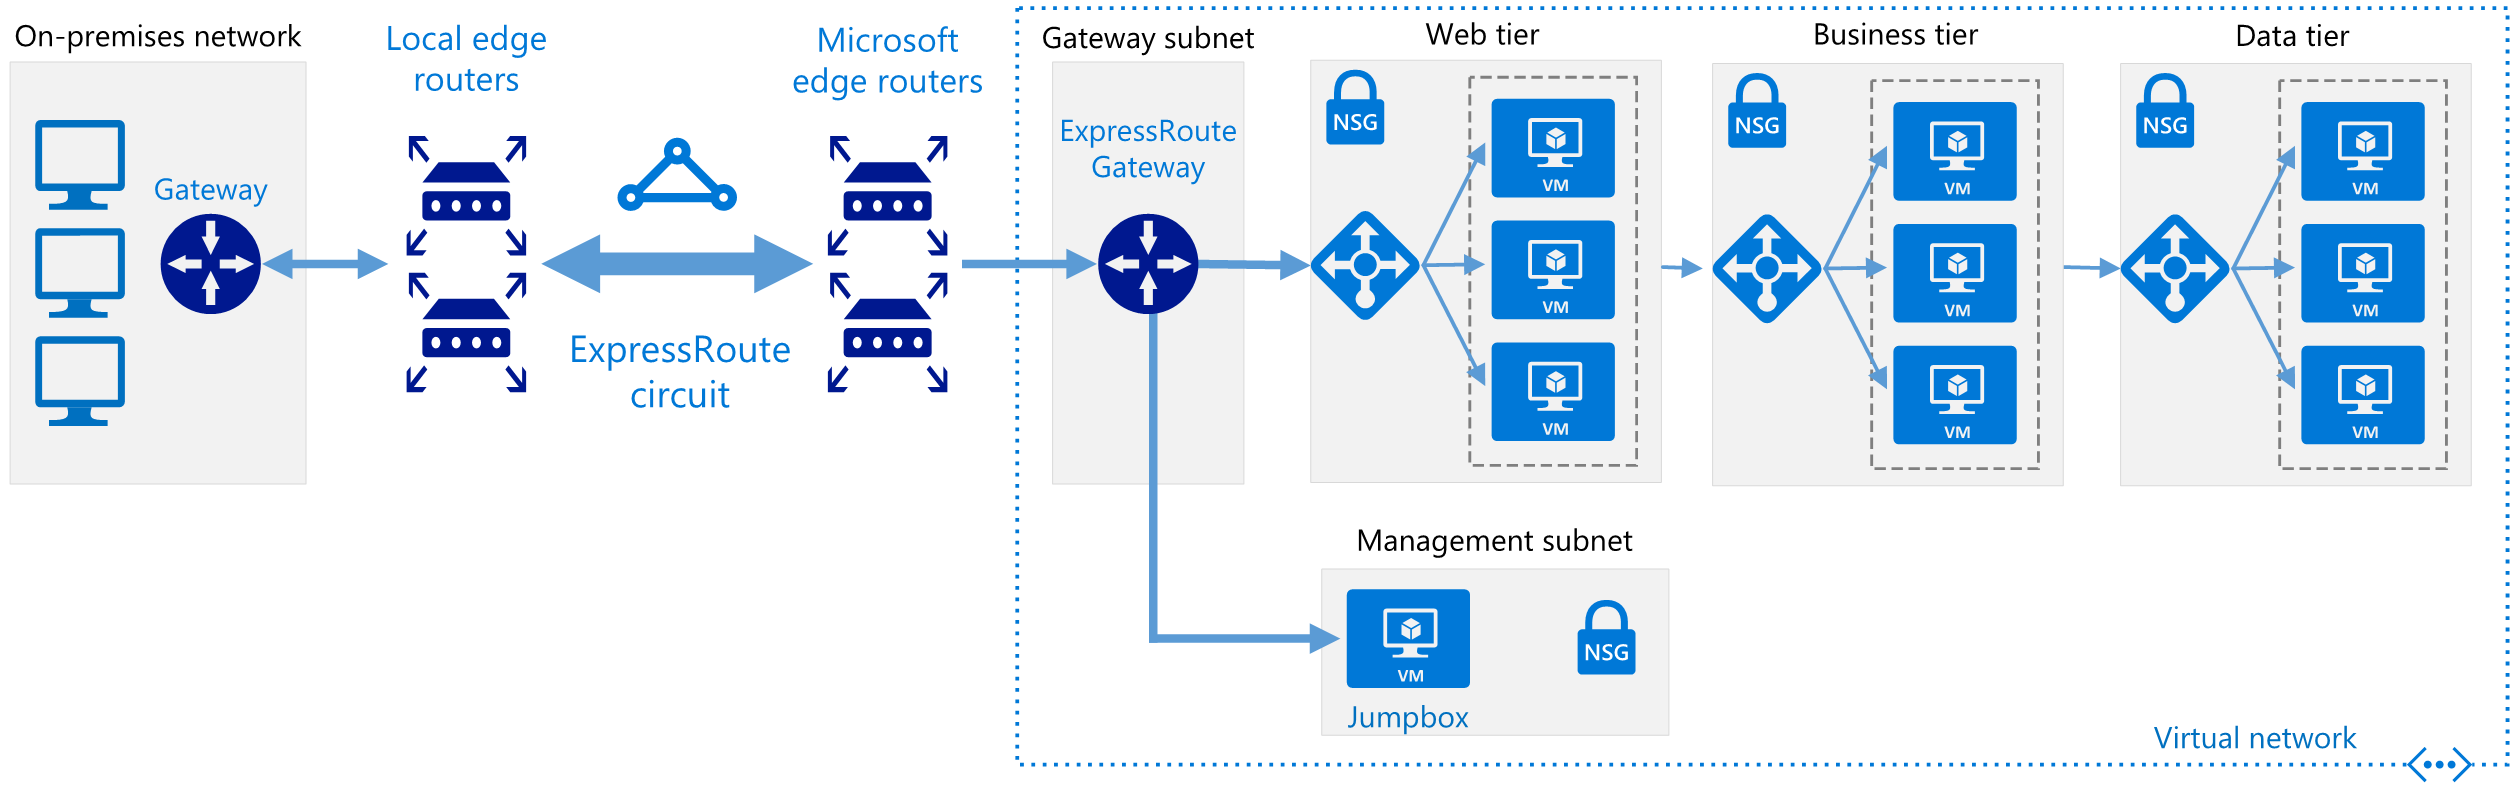 On-premises network
Gateway
Local edge
routers
ExpressRoute
circuit
Microsoft
edge routers
Gateway subnet
ExpressRoute
Gateway
Web tier
NSG
VM
VM
VM
Business tier
NSG
VM
VM
VM
Data tier
NSG
VM
VM
VM
Management subnet
VM
NSG
Jumpbox
Virtual network